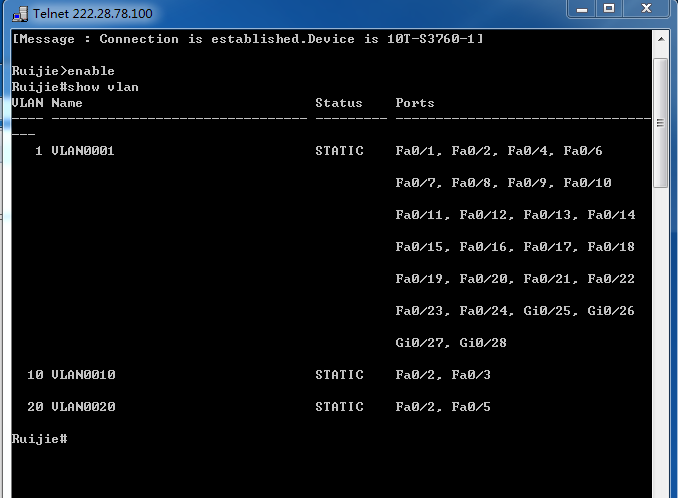 Telnet 222.28.78.100
[Message : Connection is established.Device is 10T-S3760-1]
Ruijie>enable
Ruijie#show vlan
VLAN Name                             Status    Ports
---- -------------------------------- --------- --------------------------------
---
   1 VLAN0001                         STATIC    Fa0/1, Fa0/2, Fa0/4, Fa0/6
                                                Fa0/7, Fa0/8, Fa0/9, Fa0/10
                                                Fa0/11, Fa0/12, Fa0/13, Fa0/14
                                                Fa0/15, Fa0/16, Fa0/17, Fa0/18
                                                Fa0/19, Fa0/20, Fa0/21, Fa0/22
                                                Fa0/23, Fa0/24, Gi0/25, Gi0/26
                                                Gi0/27, Gi0/28
  10 VLAN0010                         STATIC    Fa0/2, Fa0/3
  20 VLAN0020                         STATIC    Fa0/2, Fa0/5
Ruijie#